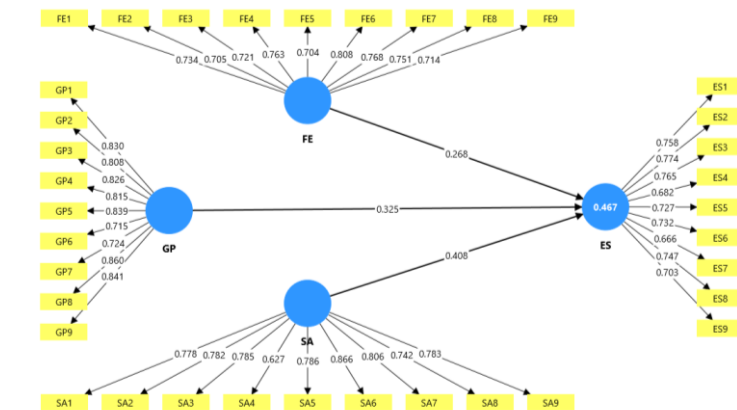 FE1 FE2 FE3 FE4 FE5 FE6 FE7 FE8 FE9
0.734 0.705 0.721 0.763 0.704 0.808 0.768 0.751 0.714
FE
GP1
GP2
GP3
GP4
GP5
GP6
GP7
GP8
GP9
0.830
0.808
0.826
0.815
0.839
0.715
0.724
0.860
0.841
GP
0.268
0.325
0.408
0.467
ES
0.758
0.774
0.765
0.682
0.727
0.732
0.666
0.747
0.703
ES1
ES2
ES3
ES4
ES5
ES6
ES7
ES8
ES9
SA
0.778 0.782 0.785 0.627 0.786 0.866 0.806 0.742 0.783
SA1 SA2 SA3 SA4 SA5 SA6 SA7 SA8 SA9